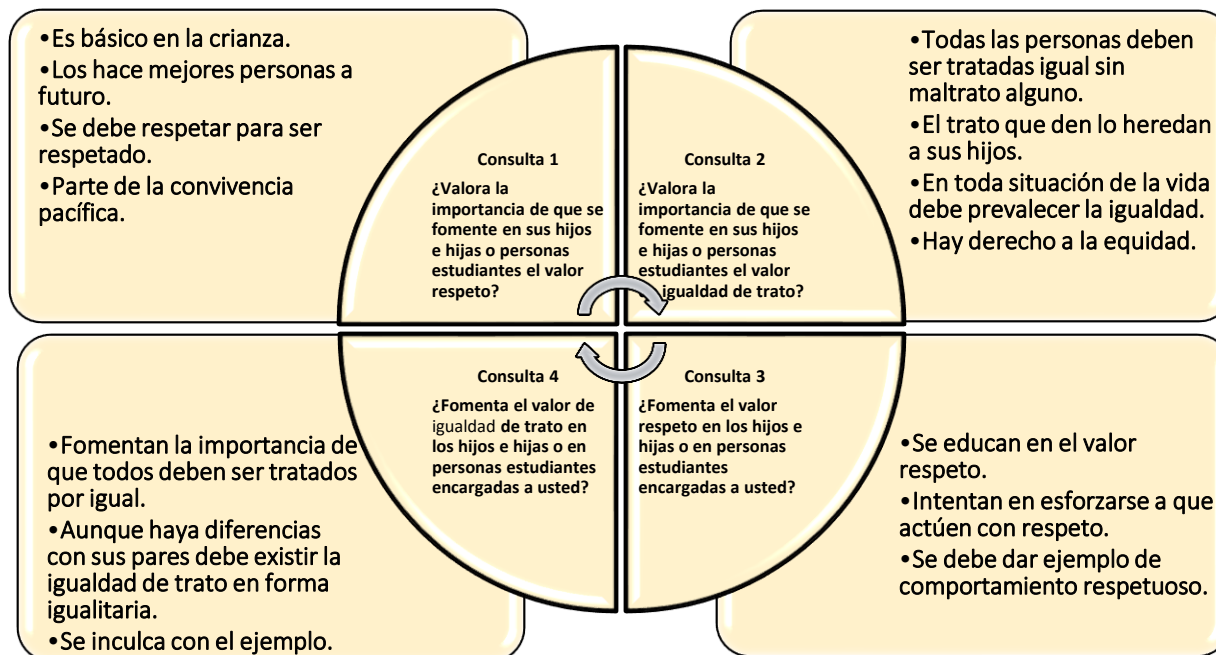 •Es básico en la crianza.
•Los hace mejores personas a
futuro.
•Se debe respetar para ser
respetado.
•Parte de la convivencia
pacífica.
Consulta 1
¿Valora la
importancia de que se
fomente en sus hijos
e hijas o personas
estudiantes el valor
respeto?
Consulta 2
¿Valora la
importancia de que se
fomente en sus hijos
e hijas o personas
estudiantes el valor
igualdad de trato?
•Todas las personas deben
ser tratadas igual sin
maltrato alguno.
•El trato que den lo heredan
a sus hijos.
•En toda situación de la vida
debe prevalecer la igualdad.
•Hay derecho a la equidad.
•Fomentan la importancia de
que todos deben ser tratados
por igual.
•Aunque haya diferencias
con sus pares debe existir la
igualdad de trato en forma
igualitaria.
•Se inculca con el ejemplo.
Consulta 4
¿Fomenta el valor de
igualdad de trato en
los hijos e hijas o en
personas estudiantes
encargadas a usted?
Consulta 3
¿Fomenta el valor
respeto en los hijos e
hijas o en personas
estudiantes
encargadas a usted?
•Se educan en el valor
respeto.
•Intentan en esforzarse a que
actúen con respeto.
•Se debe dar ejemplo de
comportamiento respetuoso.